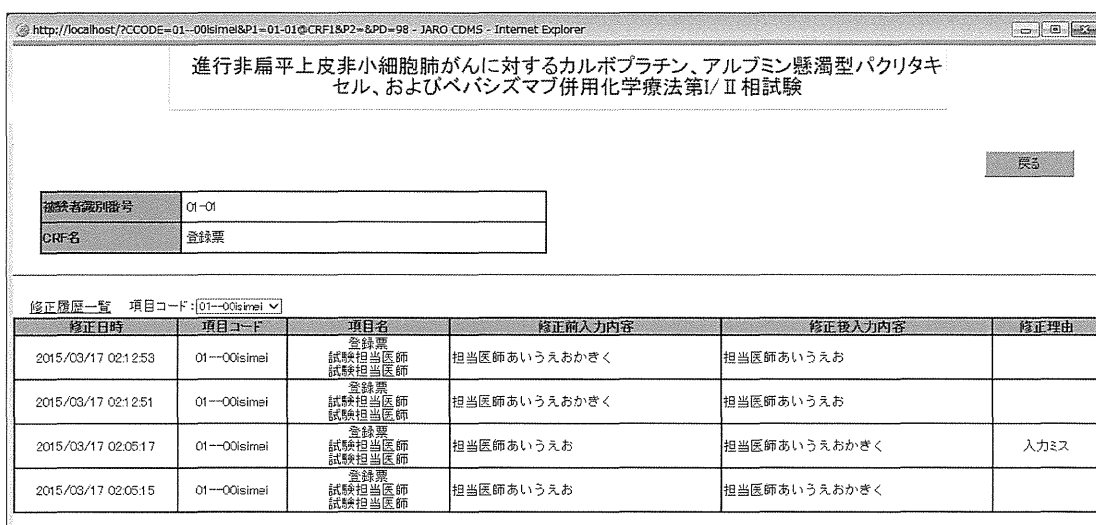 http://localhost/?CCODE=01--00isimei&P1=01-01@CRF1&P2=&PD=98 - JARO CDMS - Internet Explorer
進行非扁平上皮非小細胞肺がんに対するカルボプラチン、アルブミン懸濁型パクリタキ
セル、およびベバシズマブ併用化学療法第I/Ⅱ相試験
戻る
被験者識別番号 01-01
CRF名 登録票
修正履歴一覧 項目コード:01--00isimei
修正日時 項目コード 項目名 修正前入力内容 修正後入力内容 修正理由
登録票
2015/03/17 02:12:53 01--00isimei 試験担当医師 担当医師あいうえおかきく 担当医師あいうえお
試験担当医師
登録票
2015/03/17 02:12:51 01--00isimei 試験担当医師 担当医師あいうえおかきく 担当医師あいうえお
試験担当医師
登録票
2015/03/17 02:05:17 01--00isimei 試験担当医師 担当医師あいうえお 担当医師あいうえおかきく 入力ミス
試験担当医師
登録票
2015/03/17 02:05:15 01--00isimei 試験担当医師 担当医師あいうえお 担当医師あいうえおかきく
試験担当医師